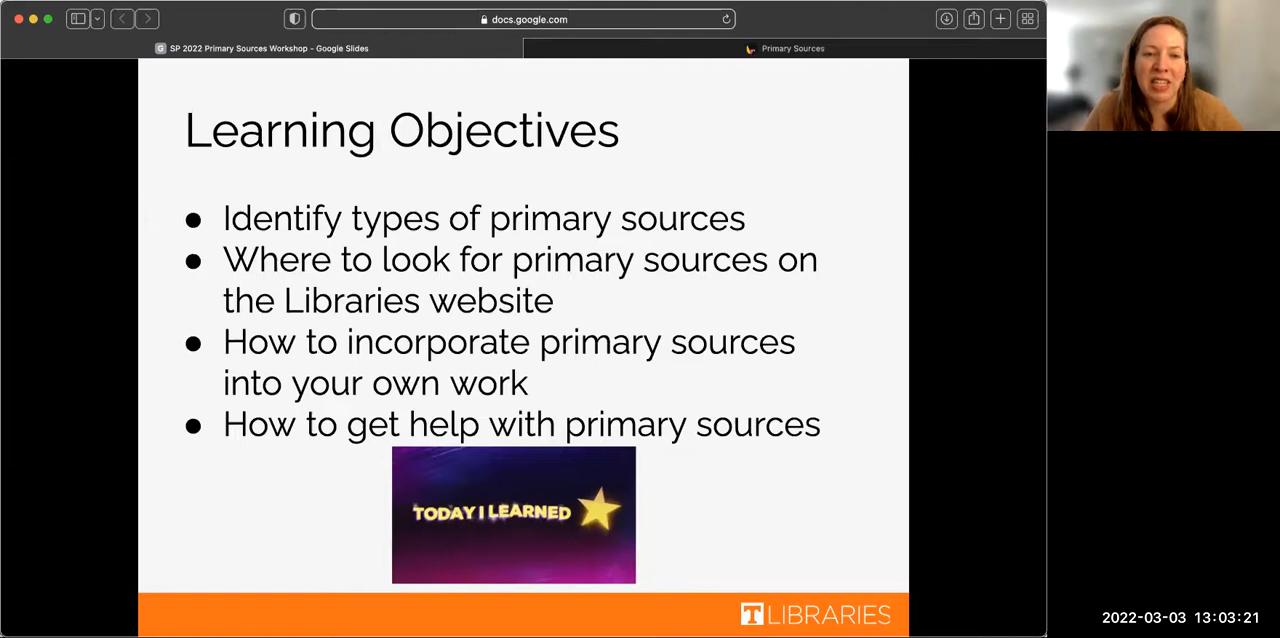 docs.google.com
SP 2022 Primary Sources Workshop - Google Slides
Primary Sources
Learning Objectives
● Identify types of primary sources
● Where to look for primary sources on
the Libraries website
● How to incorporate primary sources
into your own work
● How to get help with primary sources
TODAY I LEARNED
T LIBRARIES
2022-03-03 13:03:21